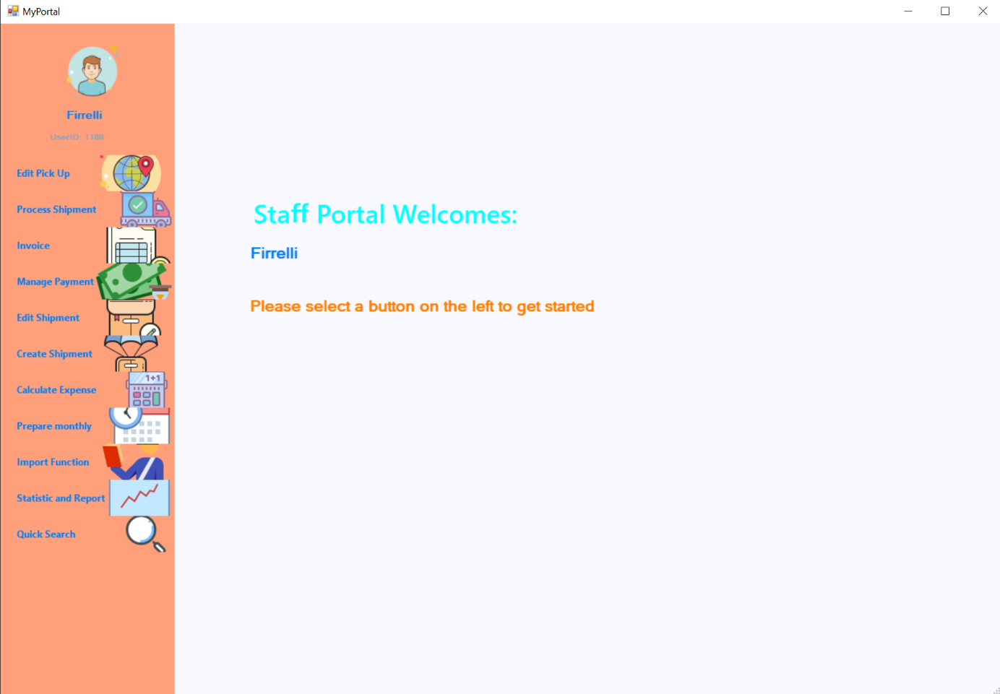 MyPortal
Firrelli
UserID: 1188
Edit Pick Up
Process Shipment
Invoice
Manage Payment
Edit Shipment
Create Shipment
1+1
Calculate Expense
Prepare monthly
Import Function
Statistic and Report
Quick Search
Staff Portal Welcomes:
Firrelli
Please select a button on the left to get started